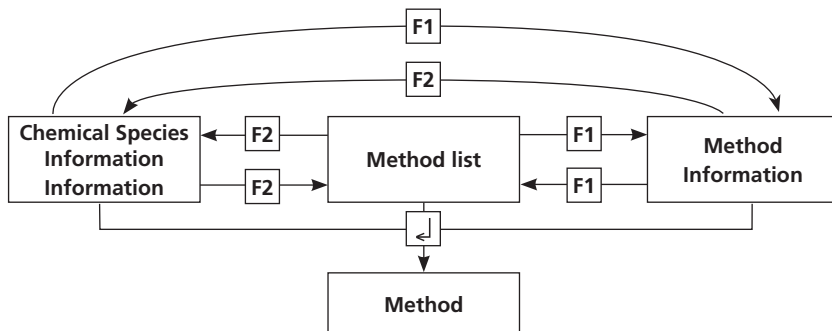 F1
F2
Chemical Species
Information
Information
F2
F2
Method list
F1
F1
Method
Information
Method